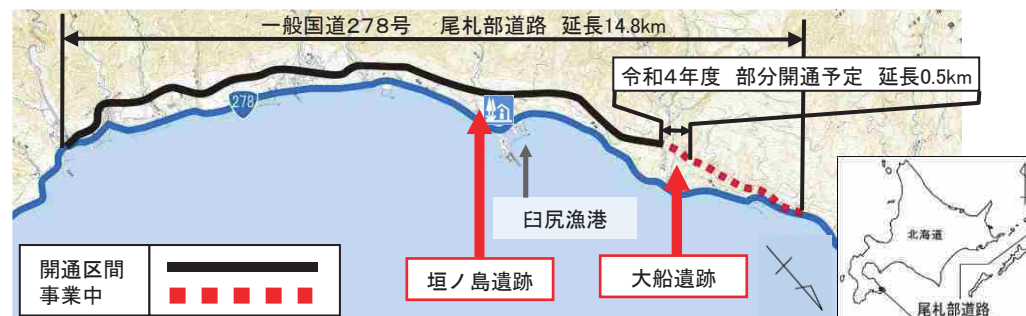 一般国道278号 尾札部道路 延長14.8km
令和4年度 部分開通予定 延長0.5km
278
臼尻漁港
垣ノ島遺跡
大船遺跡
開通区間
事業中
北海道
尾札部道路